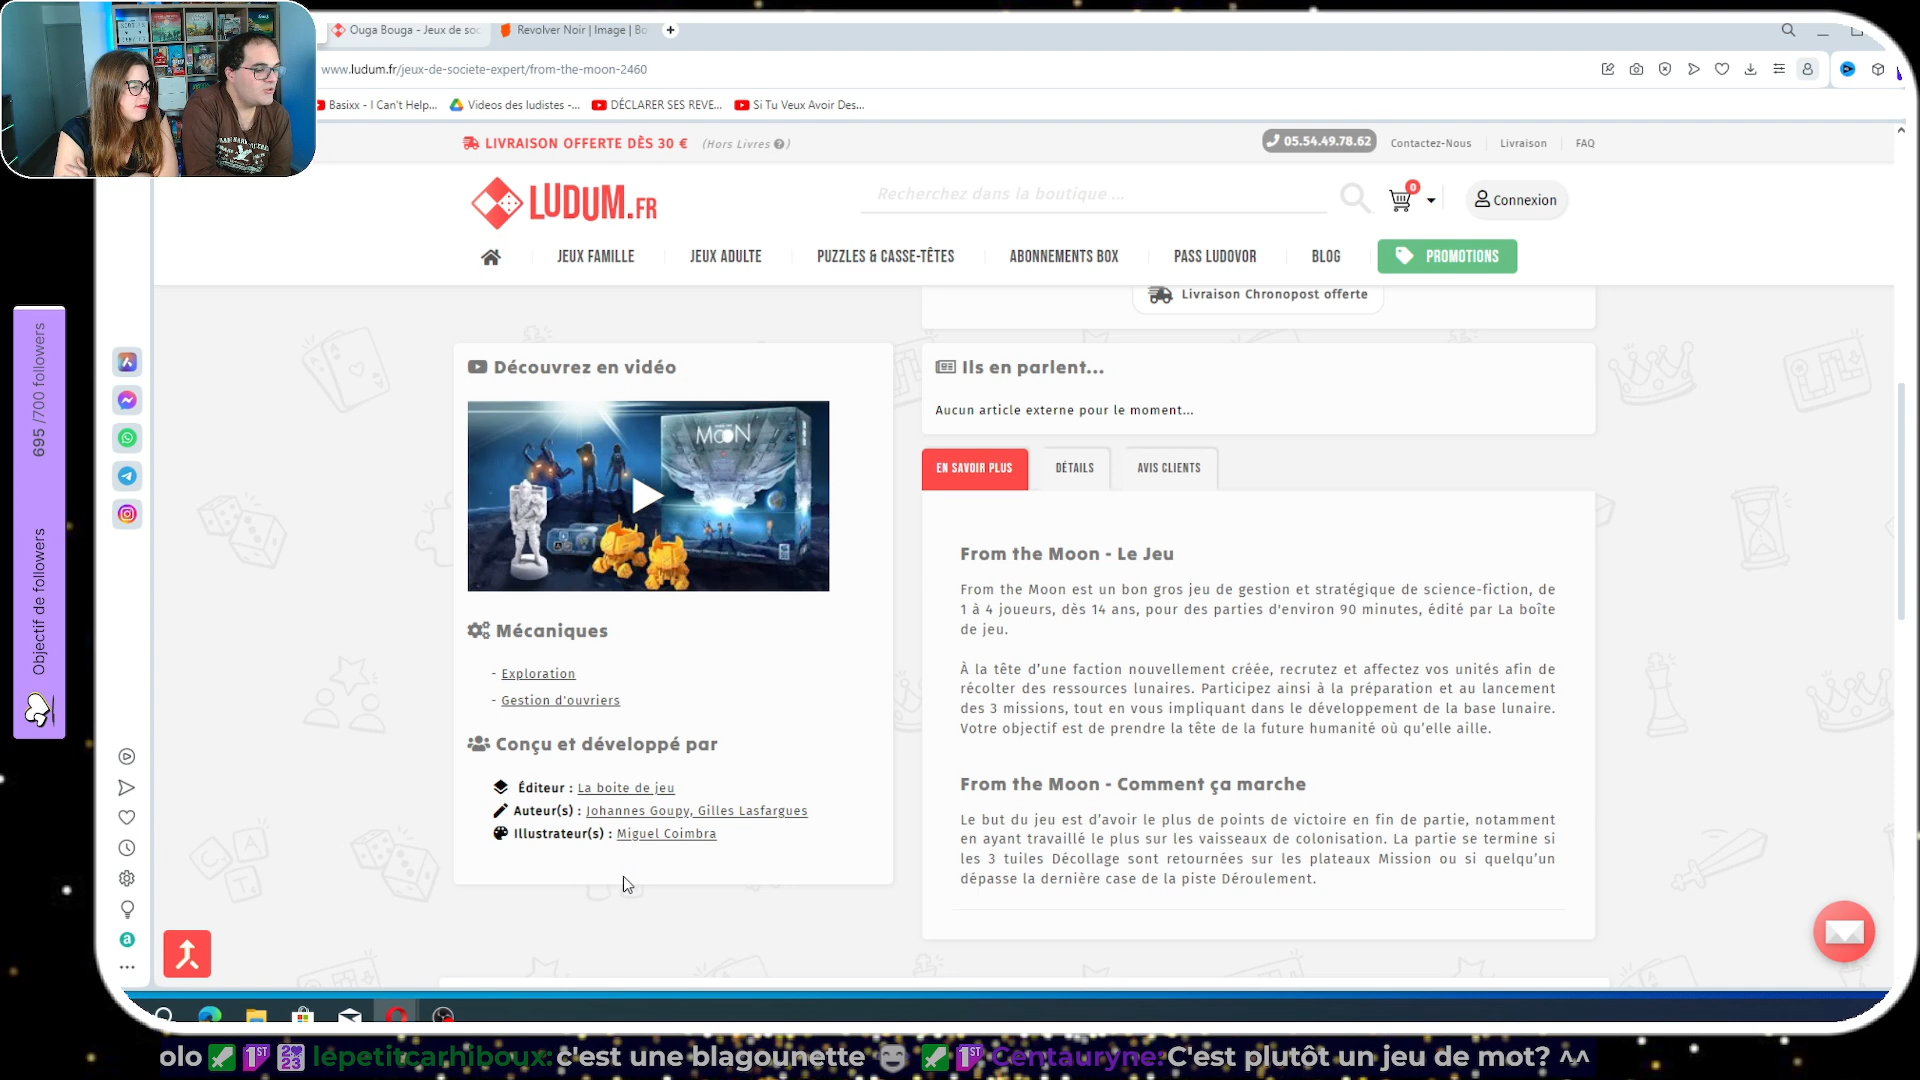 Ouga Bouga - Jeux de soc
Revolver Noir | Image | Bo
www.ludum.fr/jeux-de-societe-expert/from-the-moon-2460
Basixx - I Can't Help...
Videos des ludistes -...
DÉCLARER SES REVE...
Si Tu Veux Avoir Des...
LIVRAISON OFFERTE DÈS 30 € (Hors Livres )
05.54.49.78.62
Contactez-Nous
Livraison
FAQ
LUDUM.FR
Recherchez dans la boutique ...
0
Connexion
JEUX FAMILLE
JEUX ADULTE
PUZZLES & CASSE-TÊTES
ABONNEMENTS BOX
PASS LUDOVOR
BLOG
PROMOTIONS
Livraison Chronopost offerte
Découvrez en vidéo
MOON
Mécaniques
- Exploration
- Gestion d'ouvriers
Conçu et développé par
Éditeur : La boite de jeu
Auteur(s) : Johannes Goupy, Gilles Lasfargues
Illustrateur(s) : Miguel Coimbra
Ils en parlent...
Aucun article externe pour le moment...
EN SAVOIR PLUS
DÉTAILS
AVIS CLIENTS
From the Moon - Le Jeu
From the Moon est un bon gros jeu de gestion et stratégique de science-fiction, de
1 à 4 joueurs, dès 14 ans, pour des parties d'environ 90 minutes, édité par La boîte
de jeu.
À la tête d'une faction nouvellement créée, recrutez et affectez vos unités afin de
récolter des ressources lunaires. Participez ainsi à la préparation et au lancement
des 3 missions, tout en vous impliquant dans le développement de la base lunaire.
Votre objectif est de prendre la tête de la future humanité où qu'elle aille.
From the Moon - Comment ça marche
Le but du jeu est d'avoir le plus de points de victoire en fin de partie, notamment
en ayant travaillé le plus sur les vaisseaux de colonisation. La partie se termine si
les 3 tuiles Décollage sont retournées sur les plateaux Mission ou si quelqu'un
dépasse la dernière case de la piste Déroulement.
Objectif de followers
695 /700 followers
olo 1ST 2023 lepetitcarhiboux: c'est une blagounette 1ST Centauryne: C'est plutôt un jeu de mot? ^^